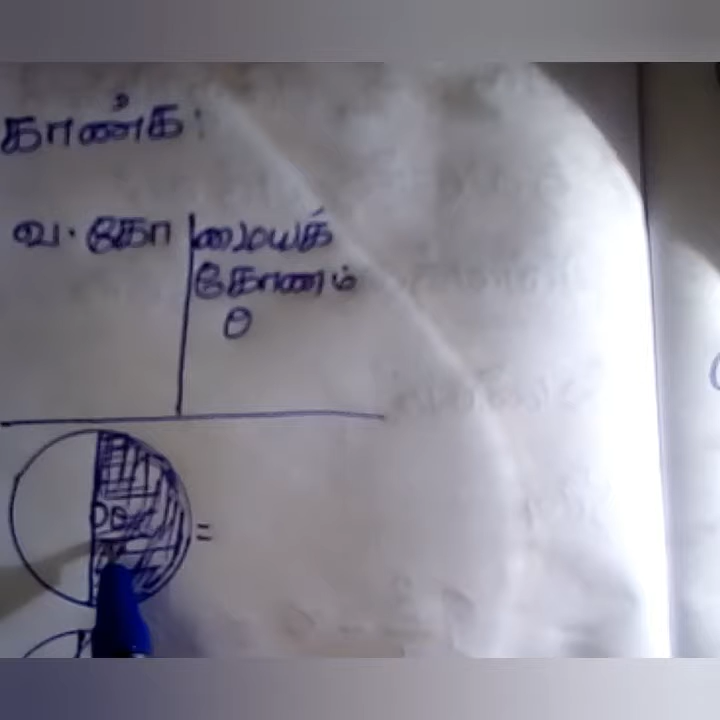 காண்க:
வ. கோ
மையக்
கோணம்
θ
=